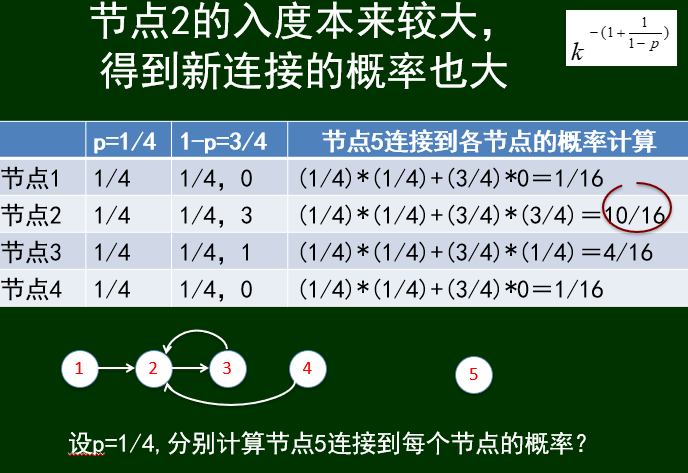 节点2的入度本来较大，
得到新连接的概率也大
k^{-(1+\frac{1}{1-p})}
p=1/4 1-p=3/4 节点5连接到各节点的概率计算
节点1 1/4 1/4，0 (1/4)*(1/4)+(3/4)*0＝1/16
节点2 1/4 1/4，3 (1/4)*(1/4)+(3/4)*(3/4)＝10/16
节点3 1/4 1/4，1 (1/4)*(1/4)+(3/4)*(1/4)＝4/16
节点4 1/4 1/4，0 (1/4)*(1/4)+(3/4)*0＝1/16
1 2 3 4 5
设p=1/4,分别计算节点5连接到每个节点的概率？